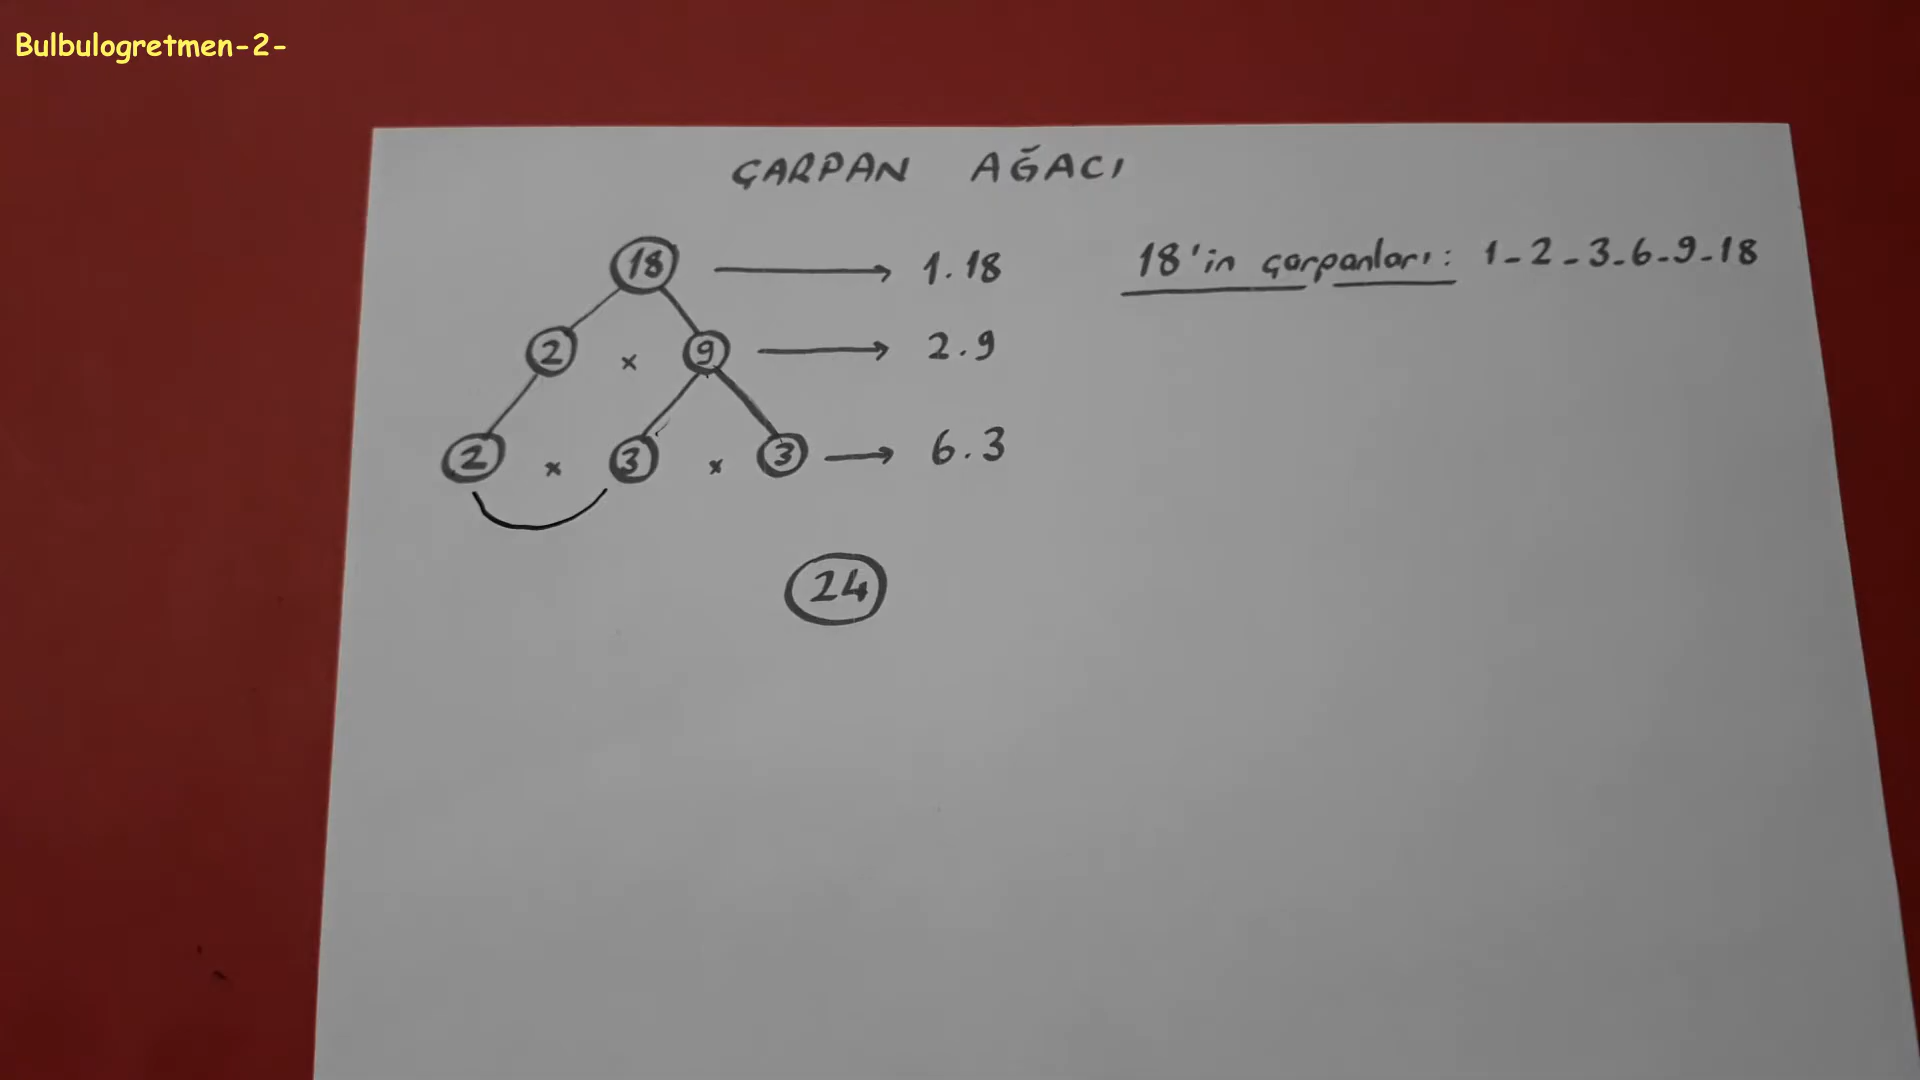 Bulbulogretmen-2-
ÇARPAN AĞACI
18 → 1.18
18'in çarpanları: 1-2-3-6-9-18
2 x 9 → 2.9
2 x 3 x 3 → 6.3
24